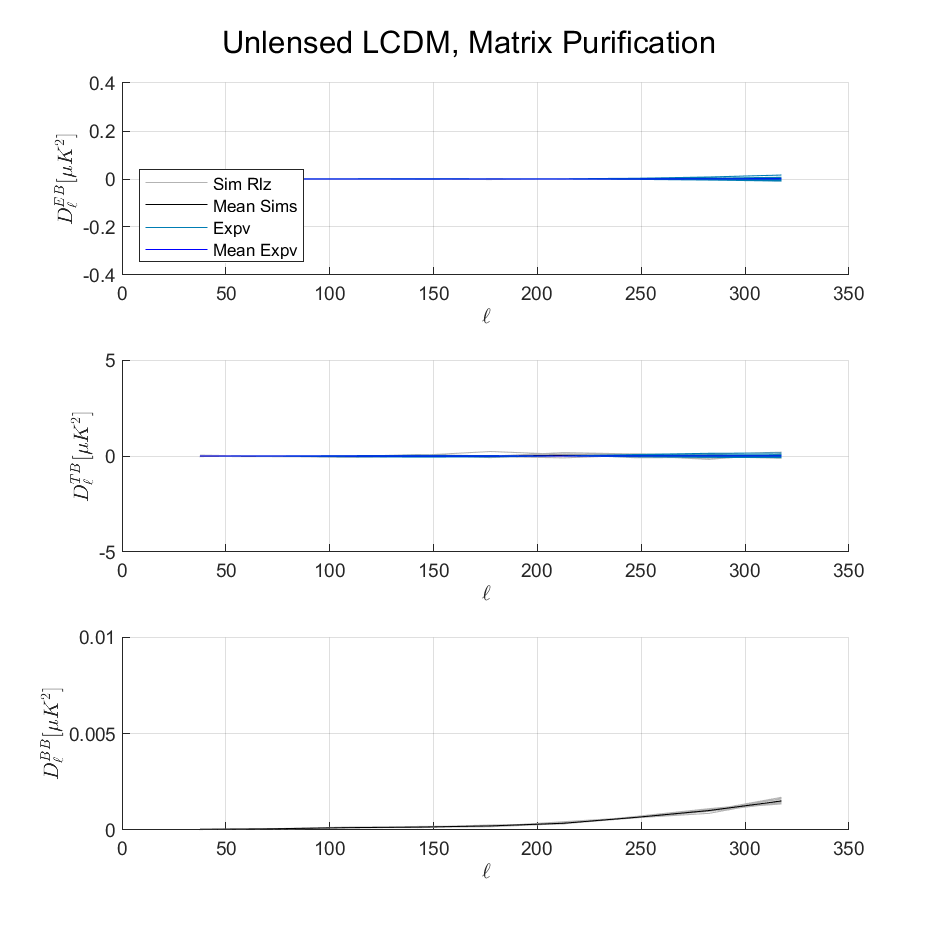 Unlensed LCDM, Matrix Purification
0.4
0.2
0
-0.2
-0.4
D_ℓ^{EB}[μK^2]
Sim Rlz
Mean Sims
Expv
Mean Expv
0 50 100 150 200 250 300 350
ℓ
5
0
-5
D_ℓ^{TB}[μK^2]
0 50 100 150 200 250 300 350
ℓ
0.01
0.005
0
D_ℓ^{BB}[μK^2]
0 50 100 150 200 250 300 350
ℓ